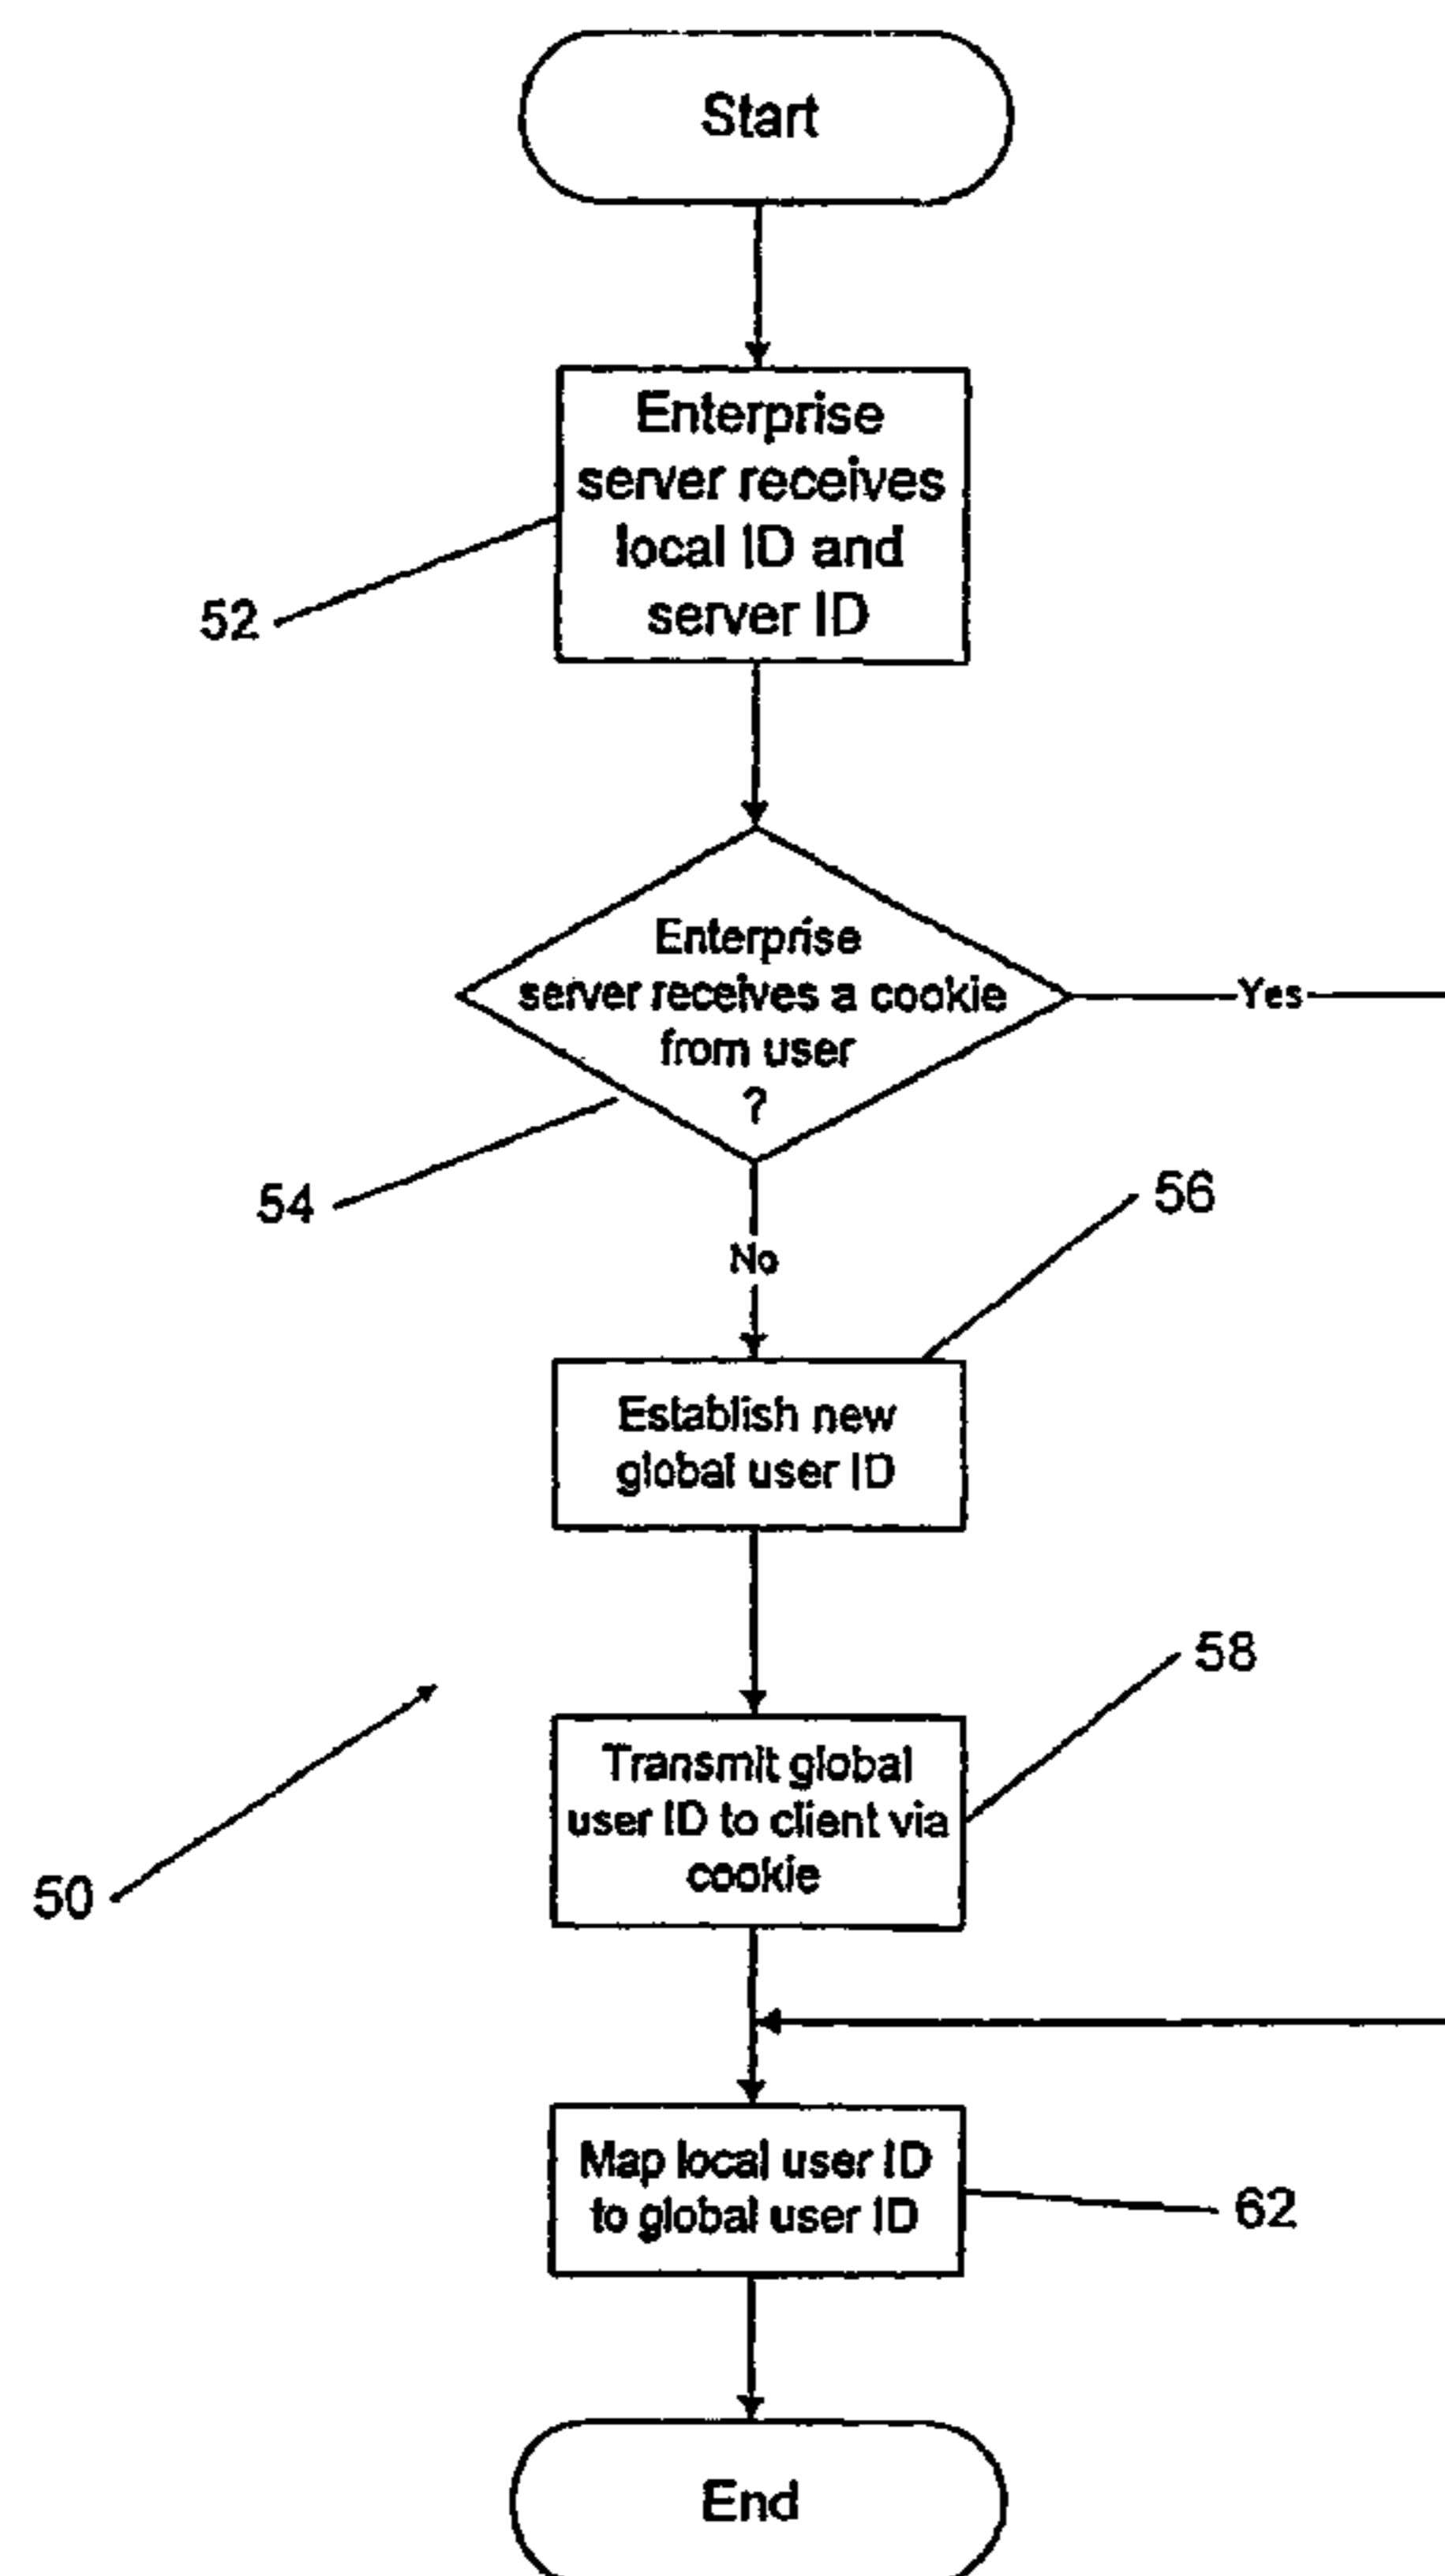 Start
Enterprise
server receives
local ID and
server ID
52
Enterprise
server receives a cookie
from user
?
Yes
54
56
No
Establish new
global user ID
58
Transmit global
user ID to client via
cookie
50
Map local user ID
to global user ID
62
End